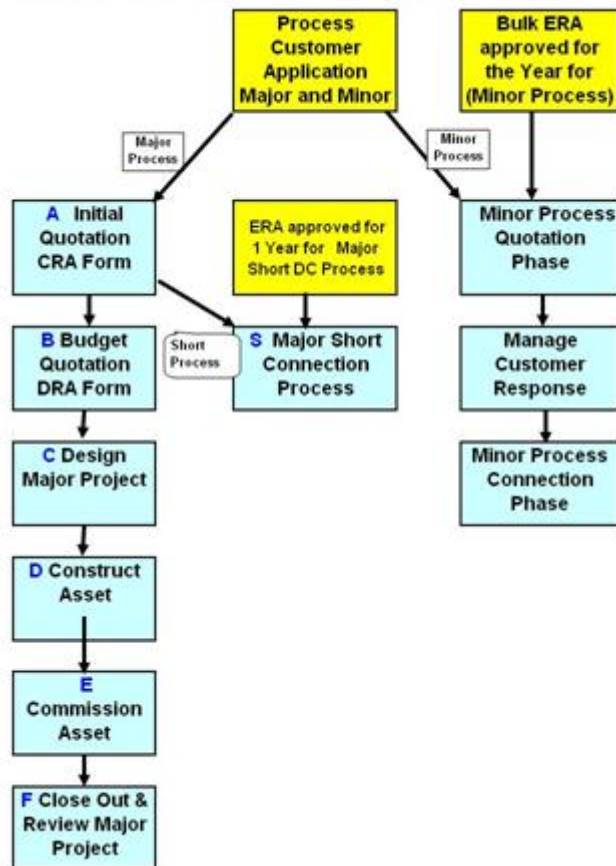 Process
Customer
Application
Major and Minor
Bulk ERA
approved for
the Year for
(Minor Process)
Major
Process
Minor
Process
A Initial
Quotation
CRA Form
ERA approved for
1 Year for Major
Short DC Process
Minor Process
Quotation
Phase
B Budget
Quotation
DRA Form
Short
Process
S Major Short
Connection
Process
Manage
Customer
Response
C Design
Major Project
Minor Process
Connection
Phase
D Construct
Asset
E
Commission
Asset
F Close Out &
Review Major
Project